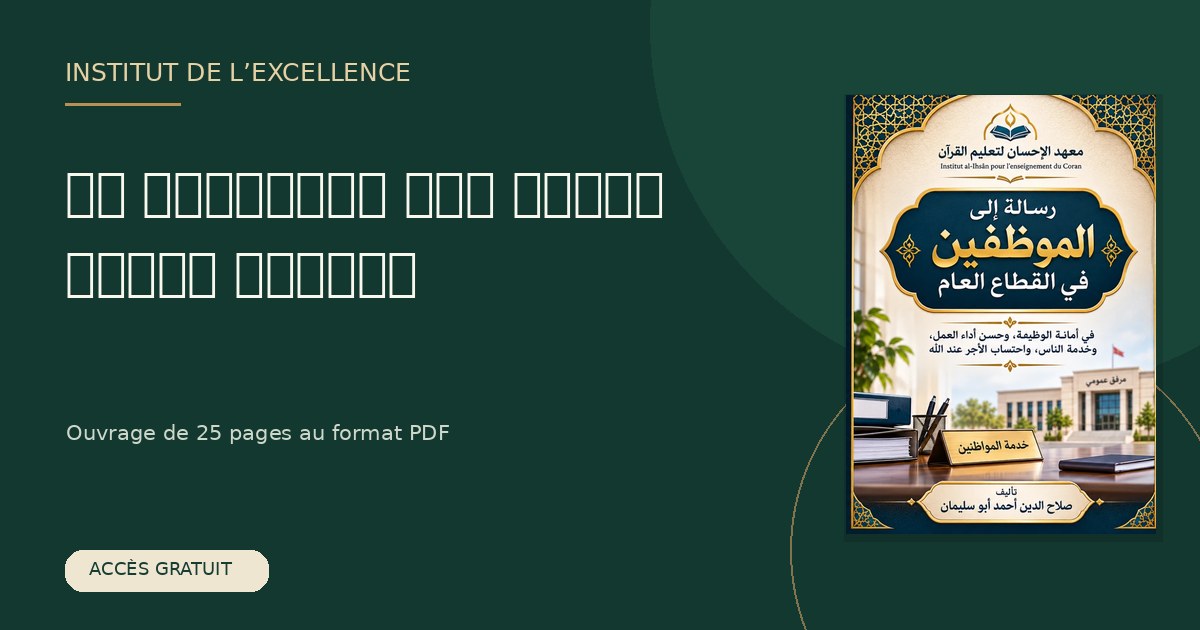 INSTITUT DE L’EXCELLENCE
Ouvrage de 25 pages au format PDF
ACCÈS GRATUIT
معهد الإحسان لتعليم القرآن
Institut al-Ihsân pour l'enseignement du Coran
رسالة إلى
الموظفين
في القطاع العام
في أمانة الوظيفة، وحسن أداء العمل،
وخدمة الناس، واحتساب الأجر عند الله
مرفق عمومي
خدمة المواطنين
تأليف
صلاح الدين أحمد أبو سليمان